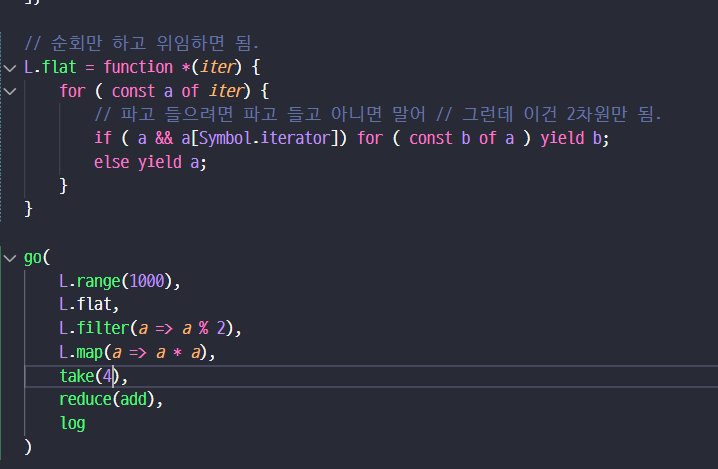 // 순회만 하고 위임하면 됨.
L.flat = function *(iter) {
    for ( const a of iter) {
        // 파고 들으려면 파고 들고 아니면 말어 // 그런데 이건 2차원만 됨.
        if ( a && a[Symbol.iterator]) for ( const b of a ) yield b;
        else yield a;
    }
}
go(
    L.range(1000),
    L.flat,
    L.filter(a => a % 2),
    L.map(a => a * a),
    take(4),
    reduce(add),
    log
)